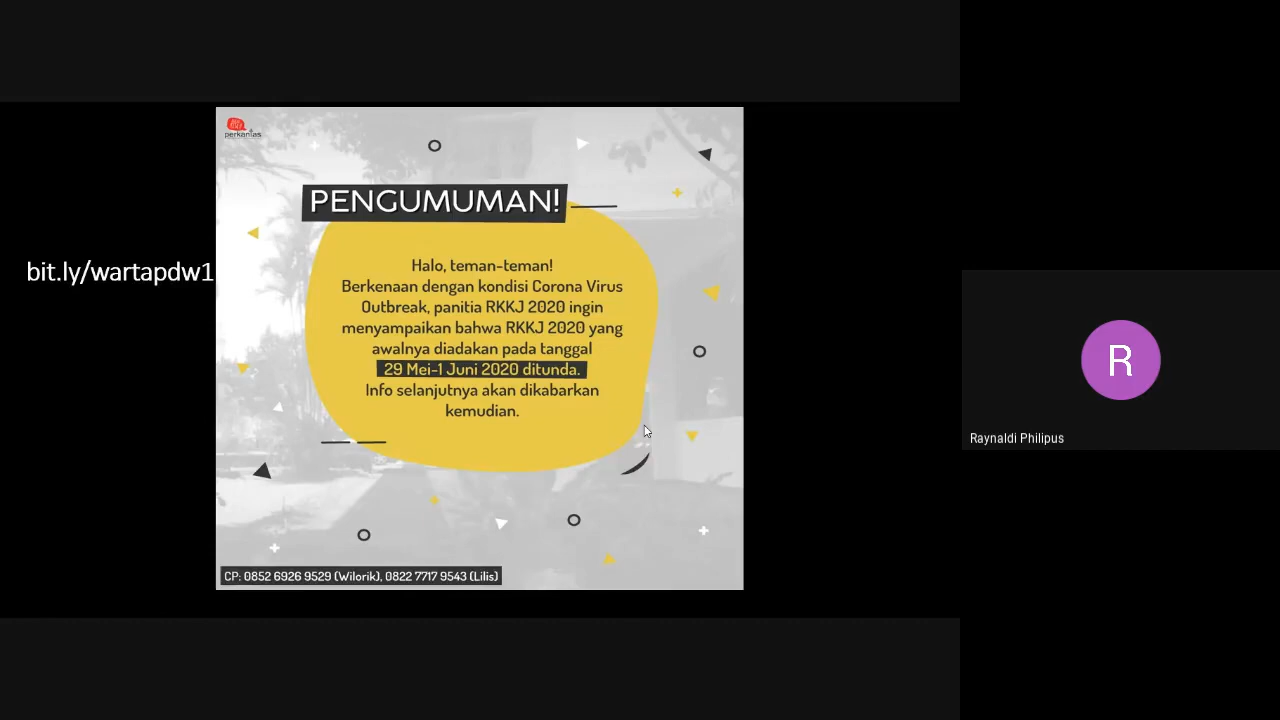 perkantas
PENGUMUMAN!
bit.ly/wartapdw1
Halo, teman-teman!
Berkenaan dengan kondisi Corona Virus
Outbreak, panitia RKKJ 2020 ingin
menyampaikan bahwa RKKJ 2020 yang
awalnya diadakan pada tanggal
29 Mei-1 Juni 2020 ditunda.
Info selanjutnya akan dikabarkan
kemudian.
CP: 0852 6926 9529 (Wilorik), 0822 7717 9543 (Lilis)
R
Raynaldi Philipus